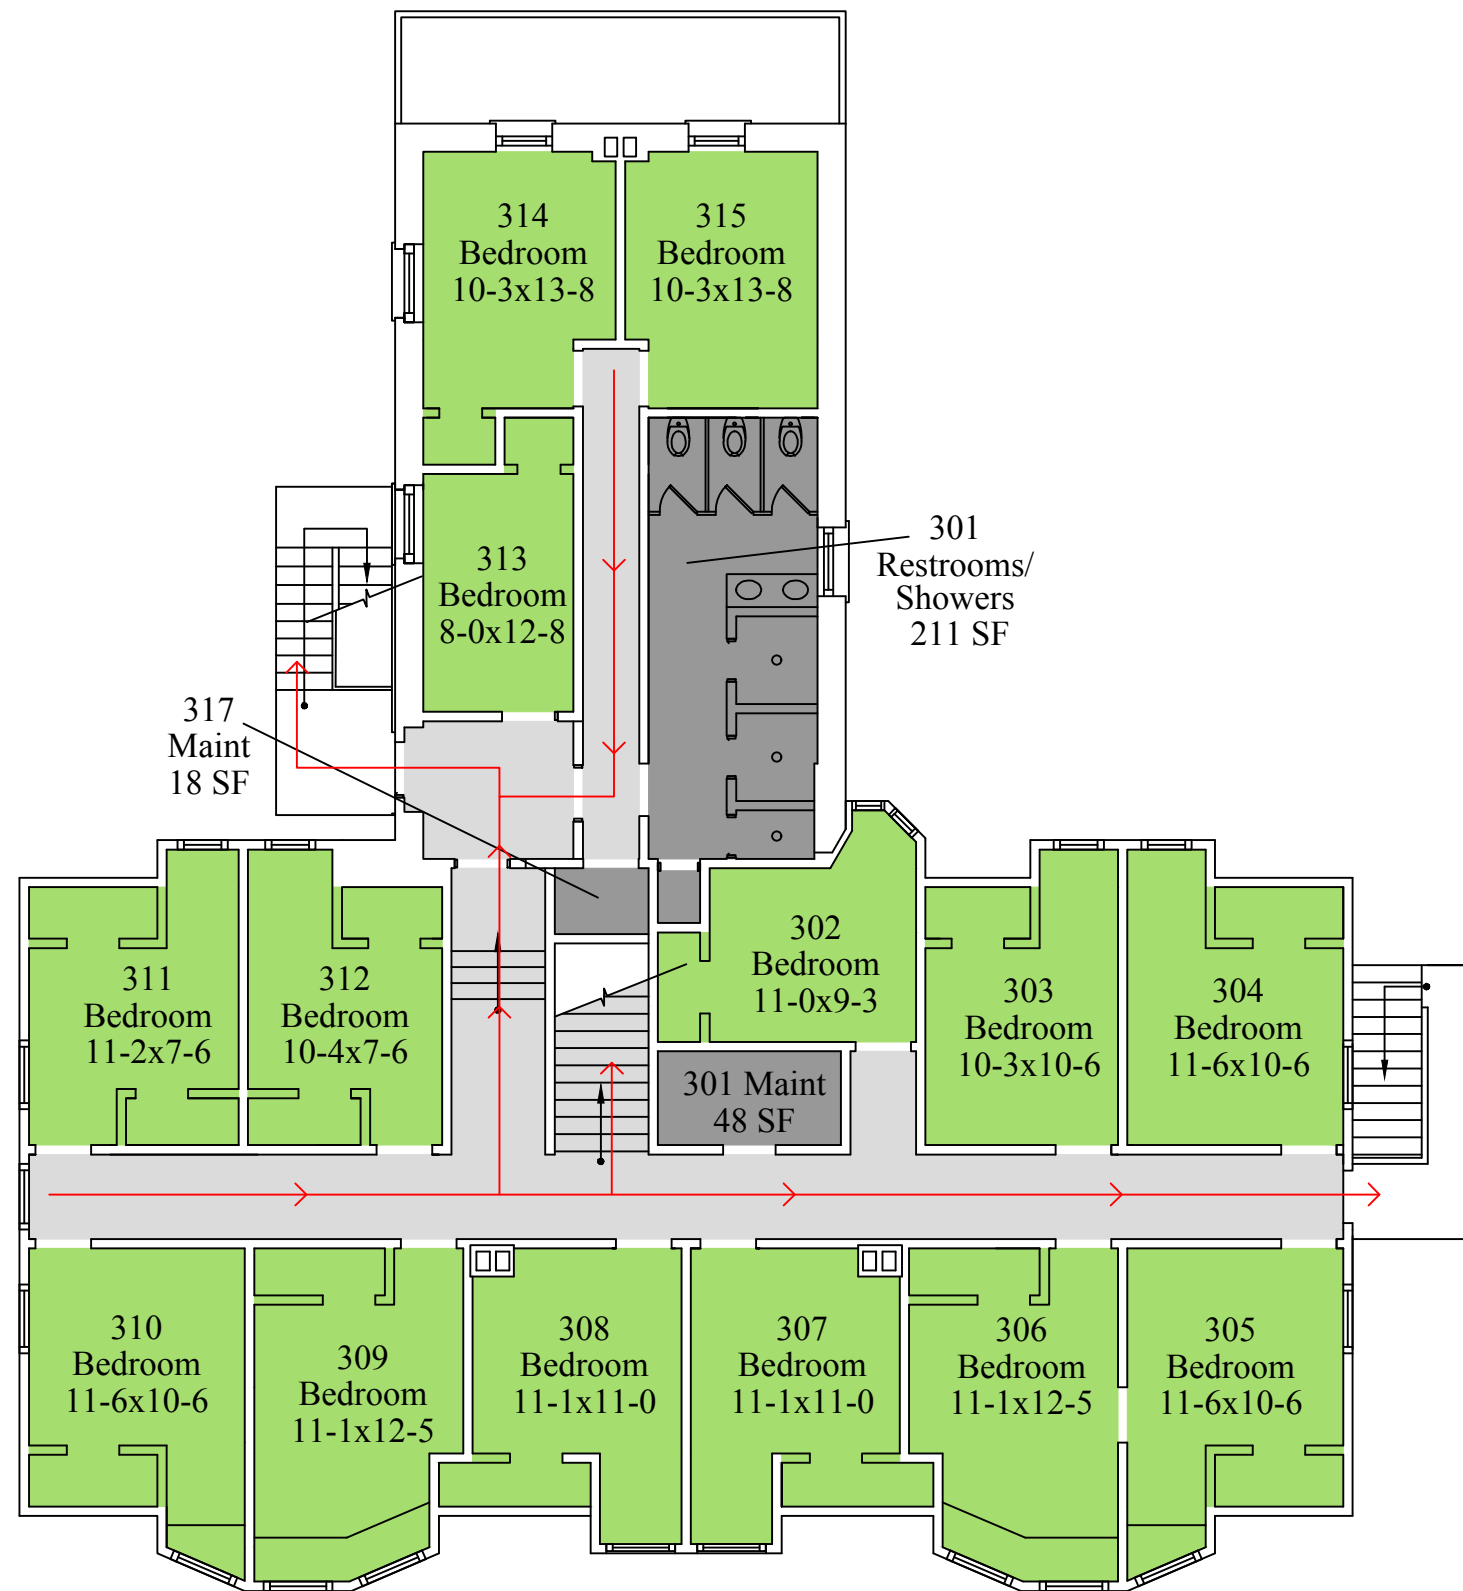 314
Bedroom
10-3x13-8
315
Bedroom
10-3x13-8
301
Restrooms/
Showers
211 SF
313
Bedroom
8-0x12-8
317
Maint
18 SF
302
Bedroom
11-0x9-3
311
Bedroom
11-2x7-6
312
Bedroom
10-4x7-6
303
Bedroom
10-3x10-6
304
Bedroom
11-6x10-6
301 Maint
48 SF
310
Bedroom
11-6x10-6
309
Bedroom
11-1x12-5
308
Bedroom
11-1x11-0
307
Bedroom
11-1x11-0
306
Bedroom
11-1x12-5
305
Bedroom
11-6x10-6